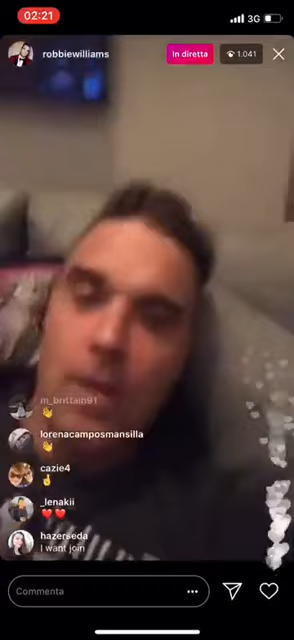 02:21
3G
robbiewilliams
In diretta
1.041
m_brittain91
lorenacamposmansilla
cazie4
_lenakii
hazerseda
I want join
Commenta